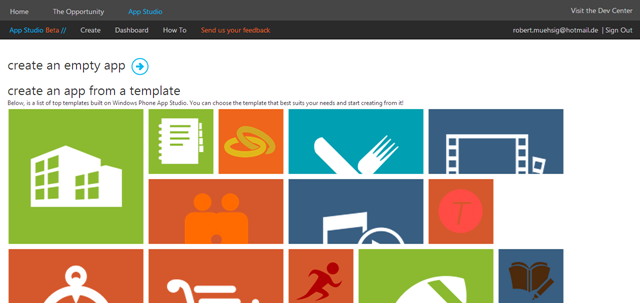 Home The Opportunity App Studio Visit the Dev Center
App Studio Beta // Create Dashboard How To Send us your feedback robert.muehsig@hotmail.de | Sign Out
create an empty app
create an app from a template
Below, is a list of top templates built on Windows Phone App Studio. You can choose the template that best suits your needs and start creating from it!
T